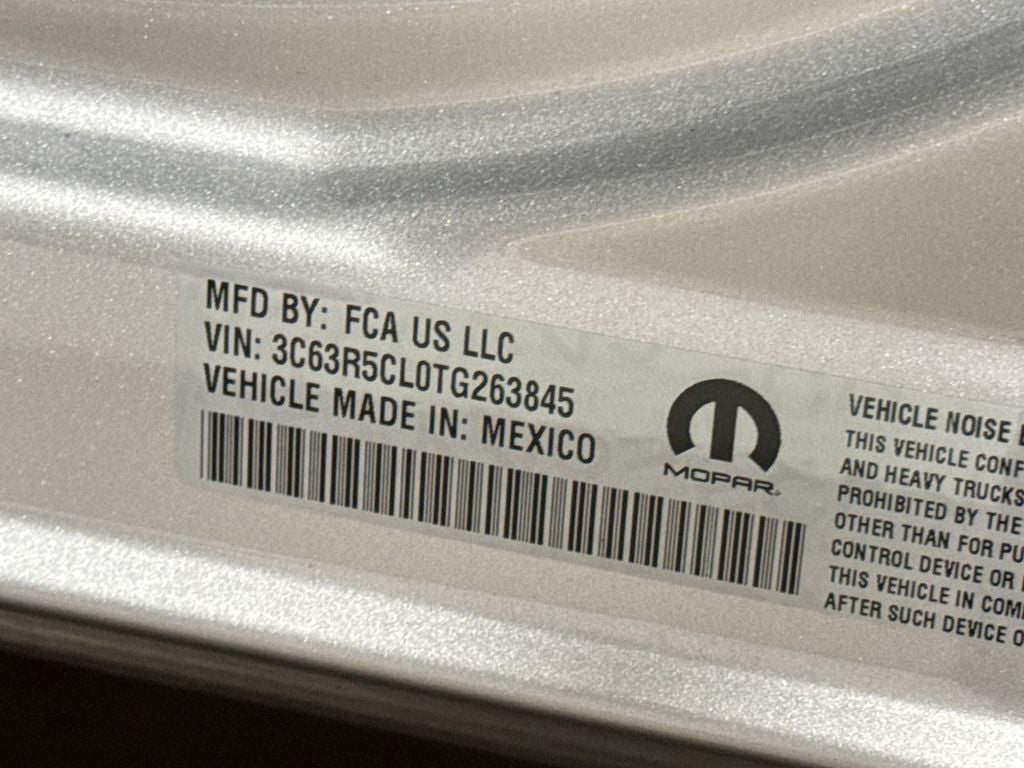 MFD BY: FCA US LLC
VIN: 3C63R5CL0TG263845
VEHICLE MADE IN: MEXICO
MOPAR
VEHICLE NOISE
THIS VEHICLE CONF
AND HEAVY TRUCKS
PROHIBITED BY THE
OTHER THAN FOR PU
CONTROL DEVICE OR
THIS VEHICLE IN COM
AFTER SUCH DEVICE O